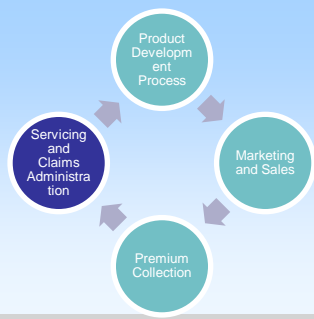 Product
Developm
ent
Process
Marketing
and Sales
Premium
Collection
Servicing
and
Claims
Administra
tion